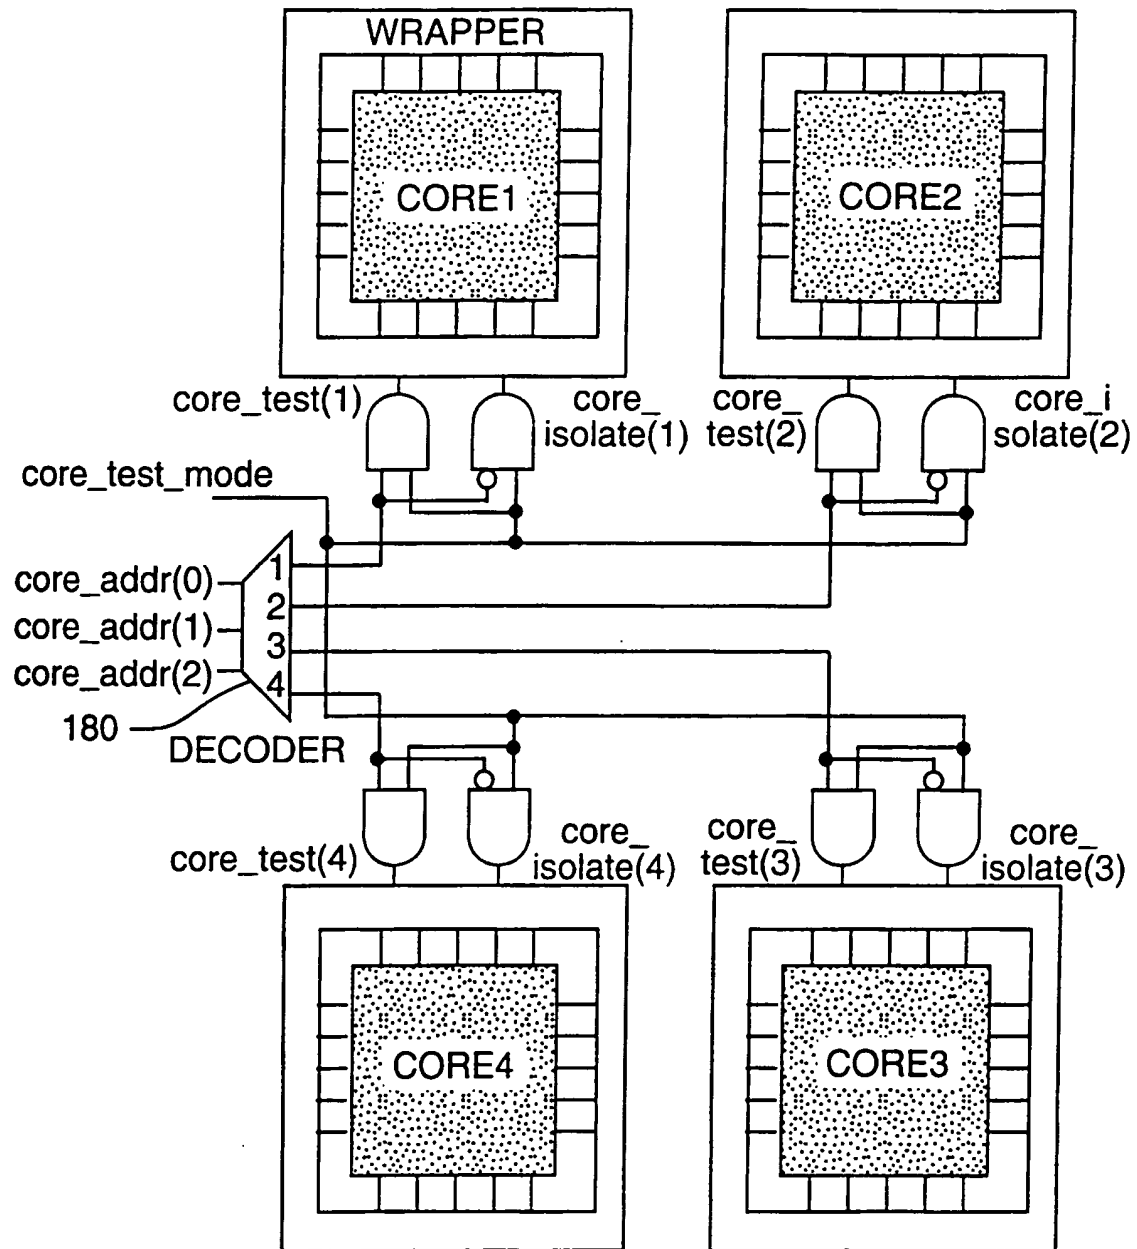 WRAPPER
CORE1
CORE2
core_test(1)
core_
isolate(1)
core_
test(2)
core_i
solate(2)
core_test_mode
core_addr(0)
core_addr(1)
core_addr(2)
1
2
3
4
180
DECODER
core_test(4)
core_
isolate(4)
core_
test(3)
core_
isolate(3)
CORE4
CORE3